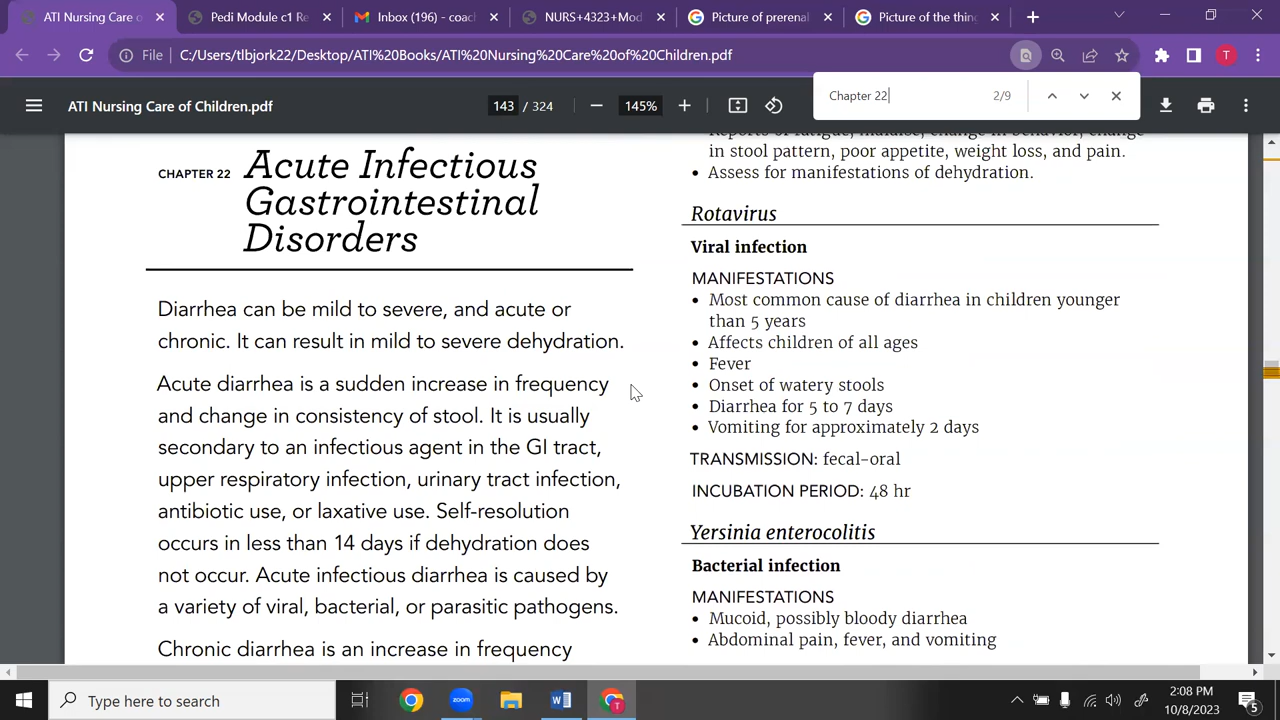 ATI Nursing Care o
Pedi Module c1 Re
Inbox (196) - coac
NURS+4323+Mod
Picture of prerenal
Picture of the thin
File
C:/Users/tlbjork22/Desktop/ATI%20Books/ATI%20Nursing%20Care%20of%20Children.pdf
T
ATI Nursing Care of Children.pdf
143 / 324
145%
Chapter 22
2/9
CHAPTER 22
Acute Infectious
Gastrointestinal
Disorders
Diarrhea can be mild to severe, and acute or
chronic. It can result in mild to severe dehydration.
Acute diarrhea is a sudden increase in frequency
and change in consistency of stool. It is usually
secondary to an infectious agent in the GI tract,
upper respiratory infection, urinary tract infection,
antibiotic use, or laxative use. Self-resolution
occurs in less than 14 days if dehydration does
not occur. Acute infectious diarrhea is caused by
a variety of viral, bacterial, or parasitic pathogens.
Chronic diarrhea is an increase in frequency
Reports of fatigue, malaise, change in behavior, change
in stool pattern, poor appetite, weight loss, and pain.
• Assess for manifestations of dehydration.
Rotavirus
Viral infection
MANIFESTATIONS
• Most common cause of diarrhea in children younger
than 5 years
• Affects children of all ages
• Fever
• Onset of watery stools
• Diarrhea for 5 to 7 days
• Vomiting for approximately 2 days
TRANSMISSION: fecal-oral
INCUBATION PERIOD: 48 hr
Yersinia enterocolitis
Bacterial infection
MANIFESTATIONS
• Mucoid, possibly bloody diarrhea
• Abdominal pain, fever, and vomiting
Type here to search
zoom
2:08 PM
10/8/2023
5